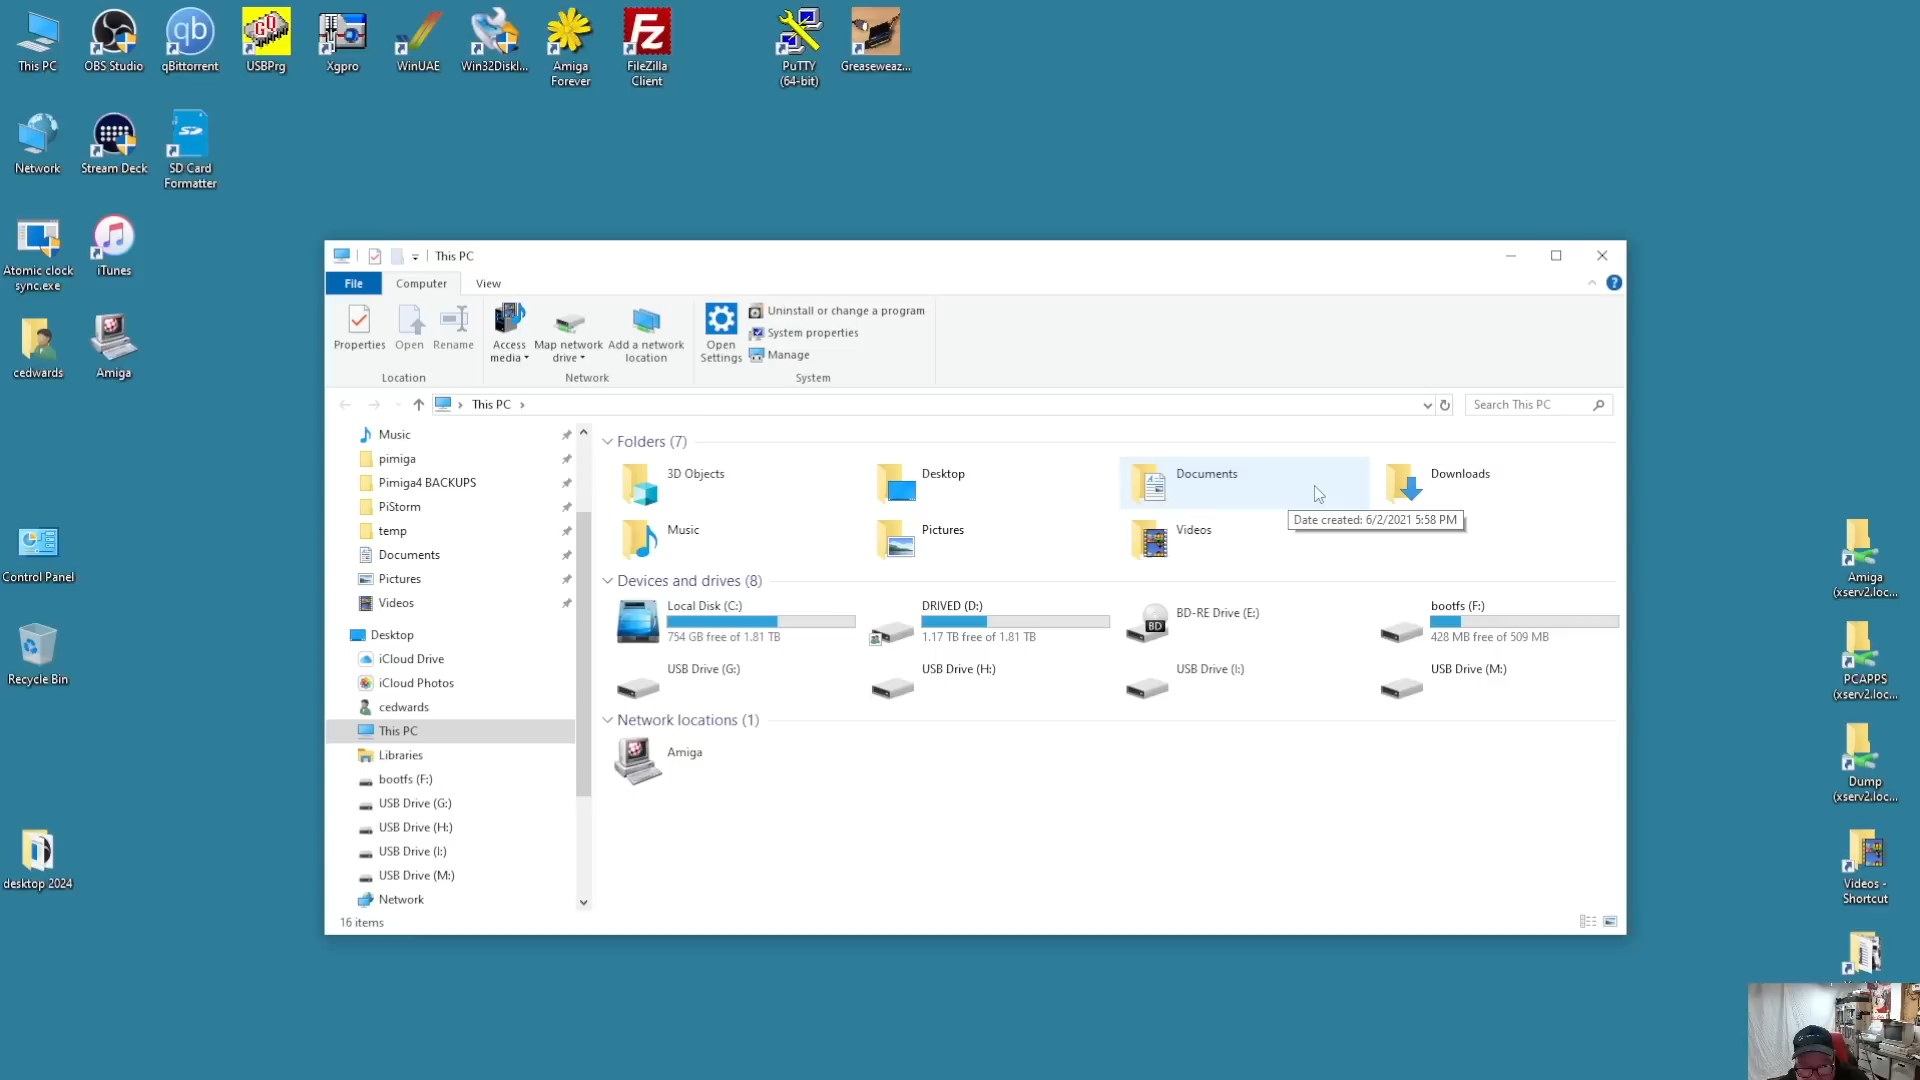 This PC
OBS Studio
qBittorrent
USBPrg
Xgpro
WinUAE
Win32DiskI...
Amiga
Forever
FileZilla
Client
PuTTY
(64-bit)
Greaseweaz...
Network
Stream Deck
SD Card
Formatter
Atomic clock
sync.exe
iTunes
cedwards
Amiga
Control Panel
Recycle Bin
desktop 2024
This PC
File
Computer
View
Properties
Open
Rename
Access
media
Map network
drive
Add a network
location
Open
Settings
Uninstall or change a program
System properties
Manage
Location
Network
System
This PC
Search This PC
Music
pimiga
Pimiga4 BACKUPS
PiStorm
temp
Documents
Pictures
Videos
Desktop
iCloud Drive
iCloud Photos
cedwards
This PC
Libraries
bootfs (F:)
USB Drive (G:)
USB Drive (H:)
USB Drive (I:)
USB Drive (M:)
Network
Folders (7)
3D Objects
Desktop
Documents
Downloads
Music
Pictures
Videos
Date created: 6/2/2021 5:58 PM
Devices and drives (8)
Local Disk (C:)
754 GB free of 1.81 TB
DRIVED (D:)
1.17 TB free of 1.81 TB
BD-RE Drive (E:)
BD
bootfs (F:)
428 MB free of 509 MB
USB Drive (G:)
USB Drive (H:)
USB Drive (I:)
USB Drive (M:)
Network locations (1)
Amiga
16 items
Amiga
(xserv2.loc...
PCAPPS
(xserv2.loc...
Dump
(xserv2.loc...
Videos -
Shortcut